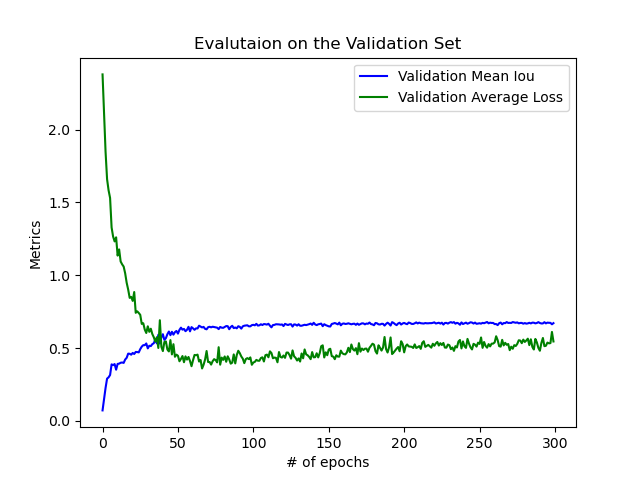 Evalutaion on the Validation Set
Validation Mean Iou
Validation Average Loss
Metrics
2.0
1.5
1.0
0.5
0.0
0 50 100 150 200 250 300
# of epochs